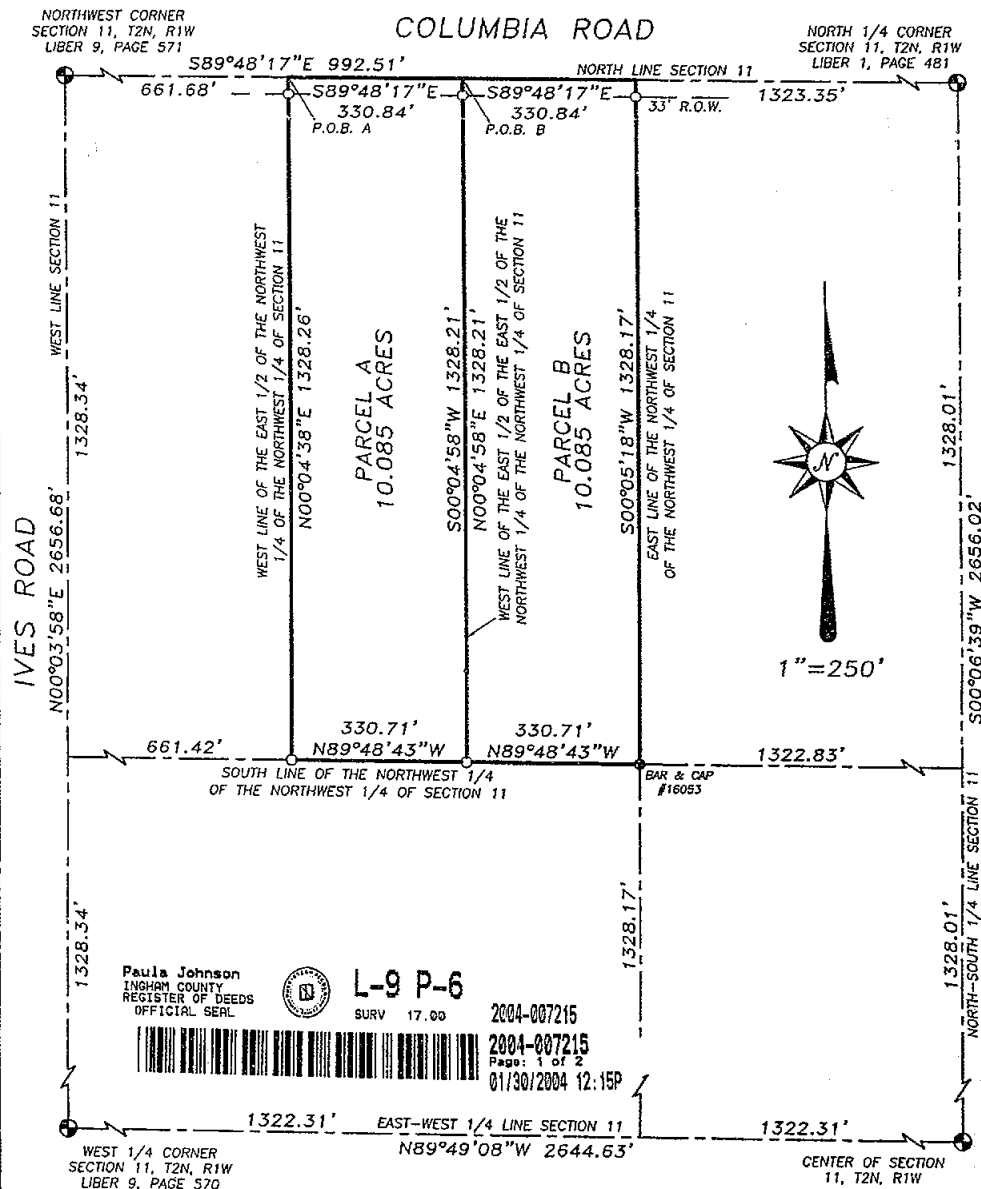 NORTHWEST CORNER
SECTION 11, T2N, R1W
LIBER 9, PAGE 571
COLUMBIA ROAD
NORTH 1/4 CORNER
SECTION 11, T2N, R1W
LIBER 1, PAGE 481
S89°48'17"E 992.51'
NORTH LINE SECTION 11
661.68'
S89°48'17"E
330.84'
P.O.B. A
S89°48'17"E
330.84'
P.O.B. B
33' R.O.W.
1323.35'
WEST LINE SECTION 11
1328.34'
IVES ROAD
N00°03'58"E 2656.68'
WEST LINE OF THE EAST 1/2 OF THE NORTHWEST
1/4 OF THE NORTHWEST 1/4 OF SECTION 11
N00°04'38"E 1328.26'
PARCEL A
10.085 ACRES
S00°04'58"W 1328.21'
N00°04'58"E 1328.21'
WEST LINE OF THE EAST 1/2 OF THE EAST 1/2 OF THE
NORTHWEST 1/4 OF THE NORTHWEST 1/4 OF SECTION 11
PARCEL B
10.085 ACRES
S00°05'18"W 1328.17'
EAST LINE OF THE NORTHWEST 1/4
OF THE NORTHWEST 1/4 OF SECTION 11
N
1"=250'
1328.01'
S00°06'39"W 2656.02'
661.42'
330.71'
N89°48'43"W
330.71'
N89°48'43"W
1322.83'
SOUTH LINE OF THE NORTHWEST 1/4
OF THE NORTHWEST 1/4 OF SECTION 11
BAR & CAP
#16053
1328.34'
1328.17'
1328.01'
NORTH-SOUTH 1/4 LINE SECTION 11
Paula Johnson
INGHAM COUNTY
REGISTER OF DEEDS
OFFICIAL SEAL
L-9 P-6
SURV 17.00
2004-007215
2004-007215
Page: 1 of 2
01/30/2004 12:15P
1322.31'
EAST-WEST 1/4 LINE SECTION 11
N89°49'08"W 2644.63'
1322.31'
WEST 1/4 CORNER
SECTION 11, T2N, R1W
LIBER 9, PAGE 570
CENTER OF SECTION
11, T2N, R1W